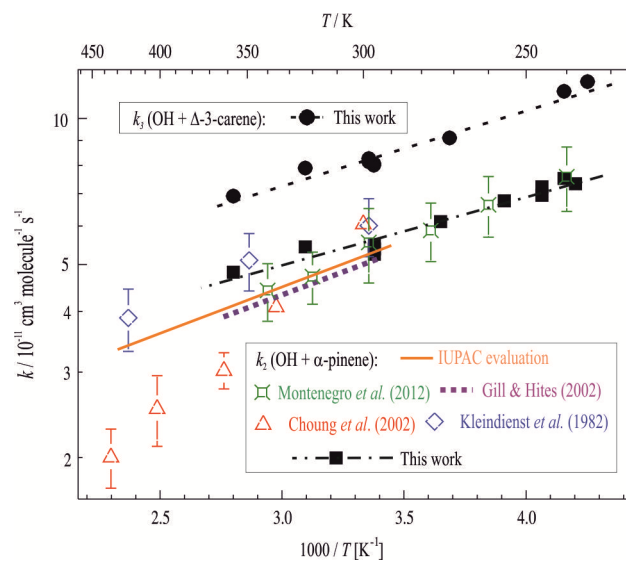 T / K
450 400 350 300 250
k3 (OH + Δ-3-carene): This work
10
5
4
3
2
k / 10-11 cm3 molecule-1 s-1
k2 (OH + α-pinene): IUPAC evaluation
Montenegro et al. (2012) Gill & Hites (2002)
Choung et al. (2002) Kleindienst et al. (1982)
This work
2.5 3.0 3.5 4.0
1000 / T [K-1]